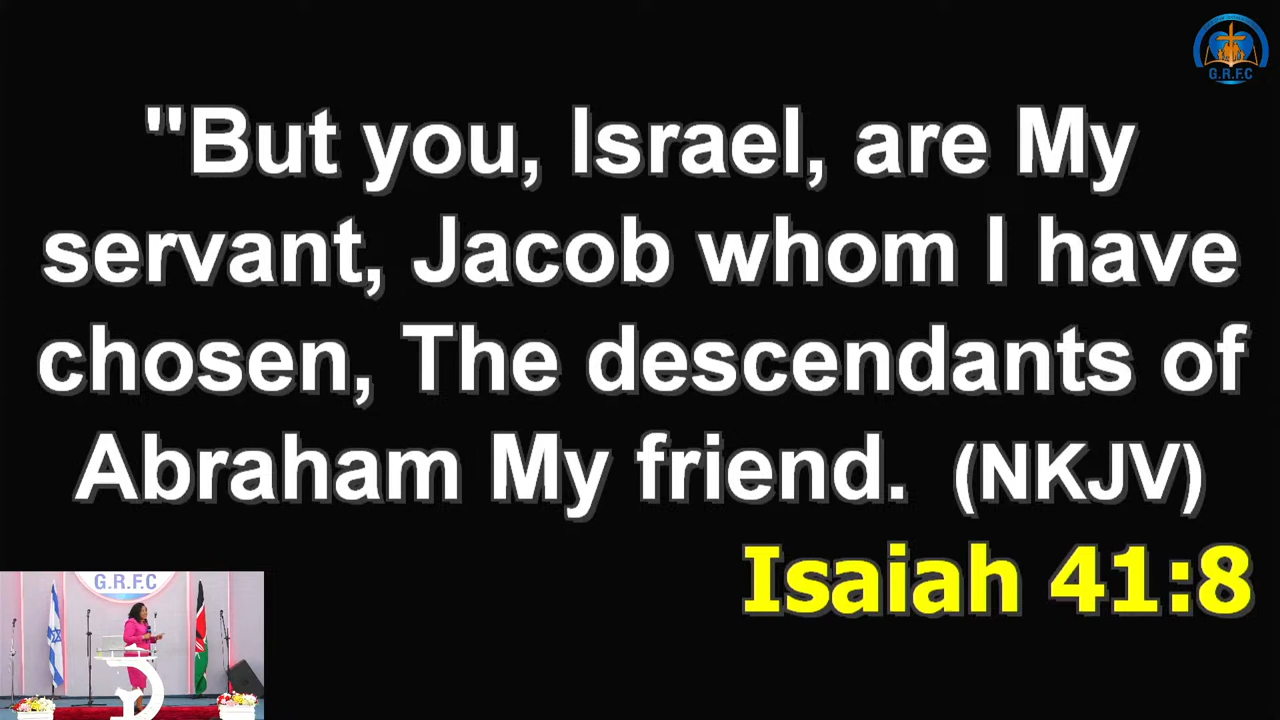 G.R.F.C
"But you, Israel, are My
servant, Jacob whom I have
chosen, The descendants of
Abraham My friend. (NKJV)
Isaiah 41:8
G.R.F.C